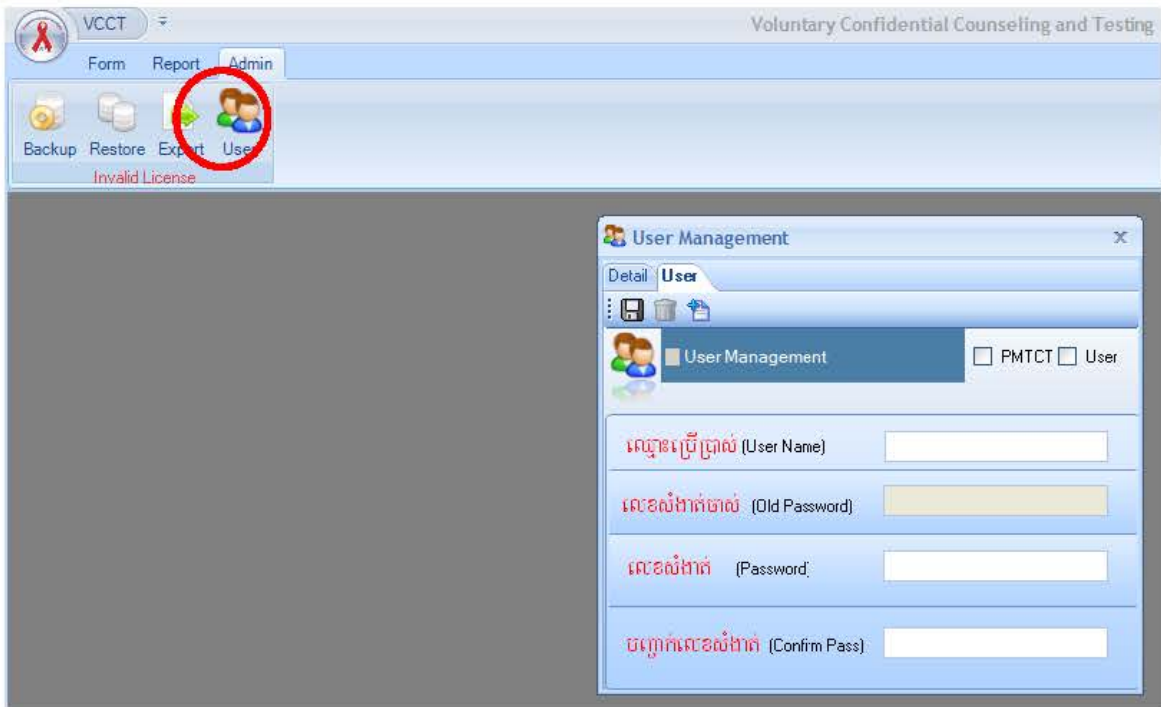 VCCT
Voluntary Confidential Counseling and Testing
Form Report Admin
Backup Restore Export User
Invalid License
User Management
Detail User
User Management PMTCT User
ឈ្មោះប្រើប្រាស់ (User Name)
លេខសំងាត់ចាស់ (Old Password)
លេខសំងាត់ (Password)
បញ្ជាក់លេខសំងាត់ (Confirm Pass)